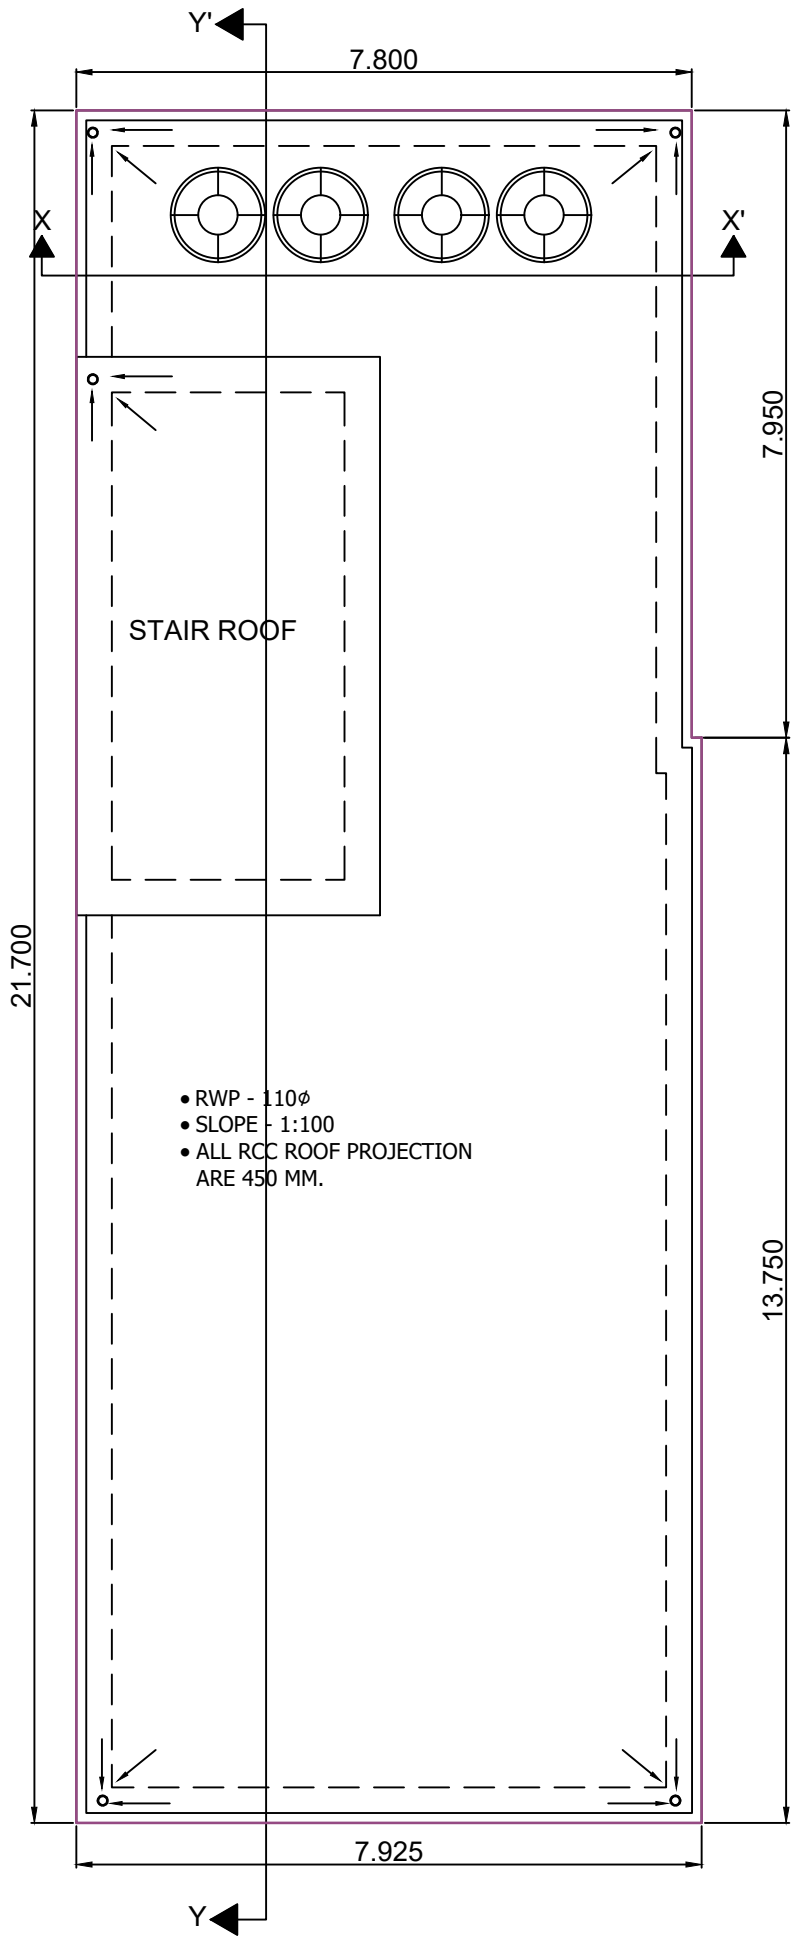 Y'
7.800
X
X'
7.950
STAIR ROOF
21.700
• RWP - 110⌀
• SLOPE - 1:100
• ALL RCC ROOF PROJECTION
ARE 450 MM.
13.750
7.925
Y